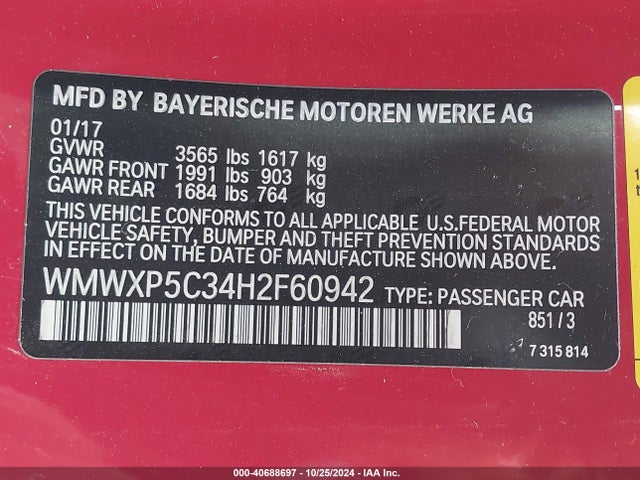 MFD BY BAYERISCHE MOTOREN WERKE AG
01/17
GVWR 3565 lbs 1617 kg
GAWR FRONT 1991 lbs 903 kg
GAWR REAR 1684 lbs 764 kg
THIS VEHICLE CONFORMS TO ALL APPLICABLE U.S.FEDERAL MOTOR
VEHICLE SAFETY, BUMPER AND THEFT PREVENTION STANDARDS
IN EFFECT ON THE DATE OF MANUFACTURE SHOWN ABOVE.
WMWXP5C34H2F60942 TYPE: PASSENGER CAR
851/3
7 315 814
000-40688697 - 10/25/2024 - IAA Inc.